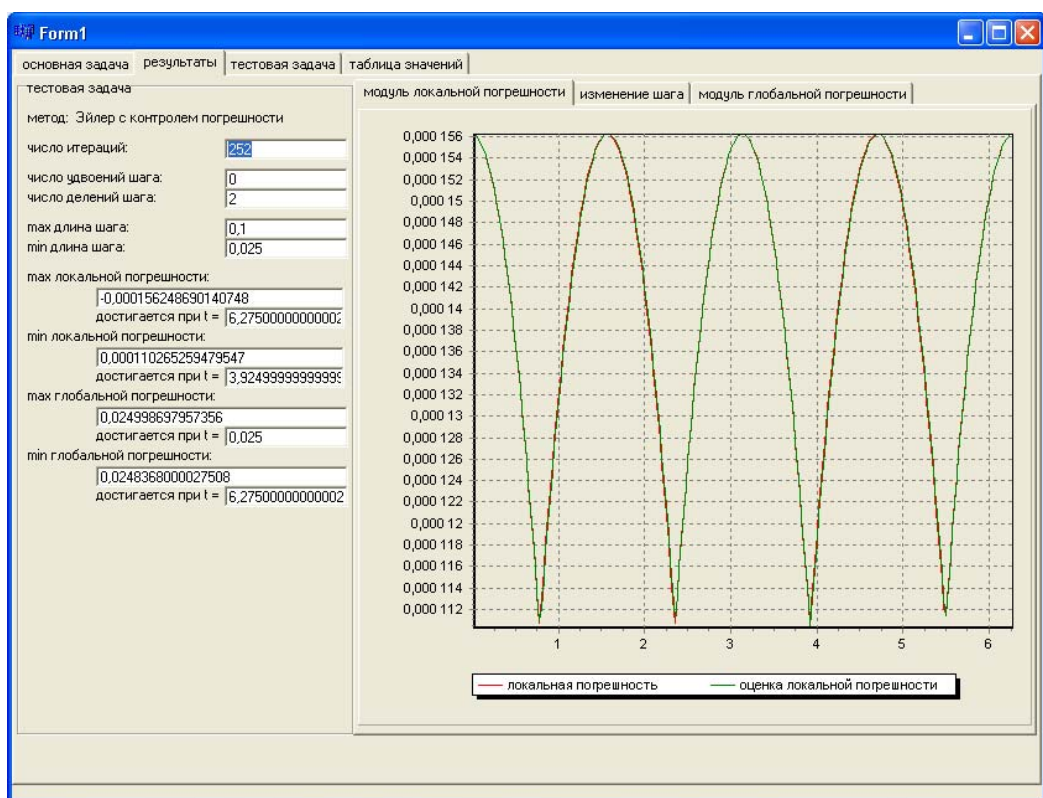 Form1
основная задача результаты тестовая задача таблица значений
тестовая задача
метод: Эйлер с контролем погрешности
число итераций: 252
число удвоений шага: 0
число делений шага: 2
max длина шага: 0,1
min длина шага: 0,025
max локальной погрешности:
-0,000156248690140748
достигается при t = 6,27500000000002
min локальной погрешности:
0,000110265259479547
достигается при t = 3,92499999999999
max глобальной погрешности:
0,024998697957356
достигается при t = 0,025
min глобальной погрешности:
0,0248368000027508
достигается при t = 6,27500000000002
модуль локальной погрешности изменение шага модуль глобальной погрешности
0,000 156
0,000 154
0,000 152
0,000 15
0,000 148
0,000 146
0,000 144
0,000 142
0,000 14
0,000 138
0,000 136
0,000 134
0,000 132
0,000 13
0,000 128
0,000 126
0,000 124
0,000 122
0,000 12
0,000 118
0,000 116
0,000 114
0,000 112
1 2 3 4 5 6
локальная погрешность оценка локальной погрешности